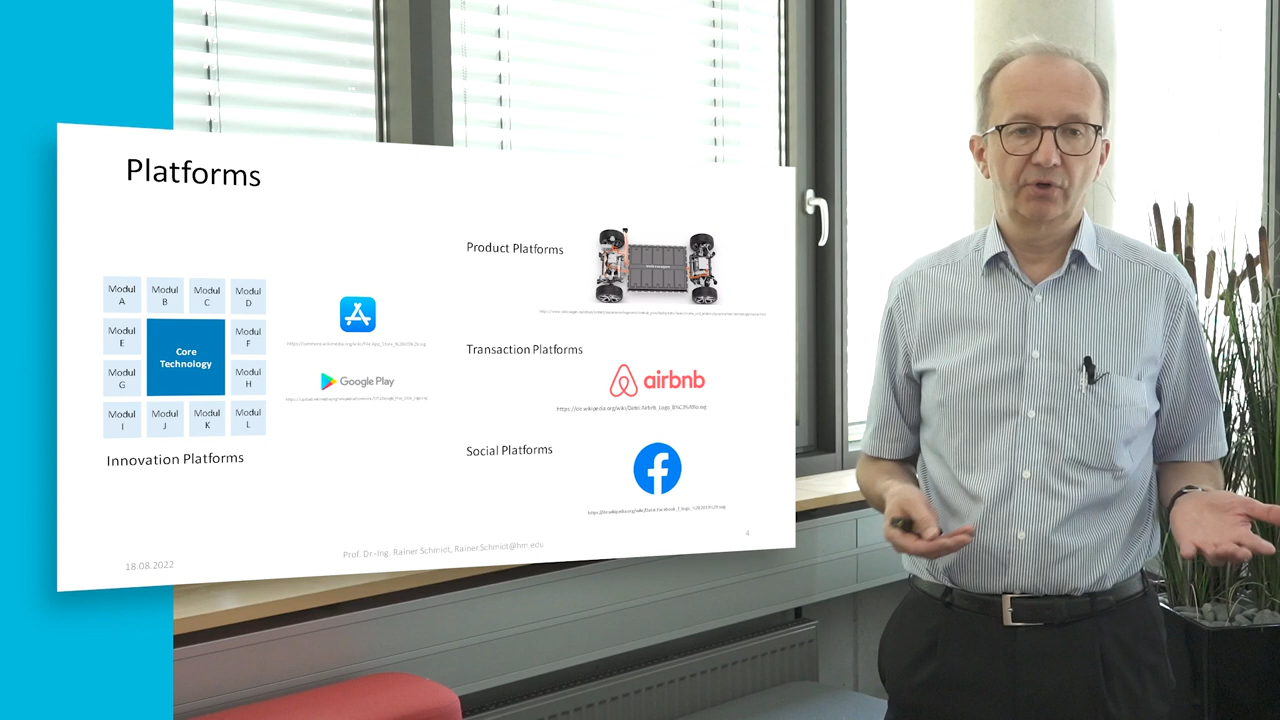 Platforms
Product Platforms
Modul A
Modul B
Modul C
Modul D
Modul E
Core Technology
Modul F
Modul G
Modul H
Modul I
Modul J
Modul K
Modul L
Google Play
Transaction Platforms
airbnb
Social Platforms
Innovation Platforms
18.08.2022
Prof. Dr.-Ing. Rainer Schmidt, Rainer.Schmidt@hm.edu
4